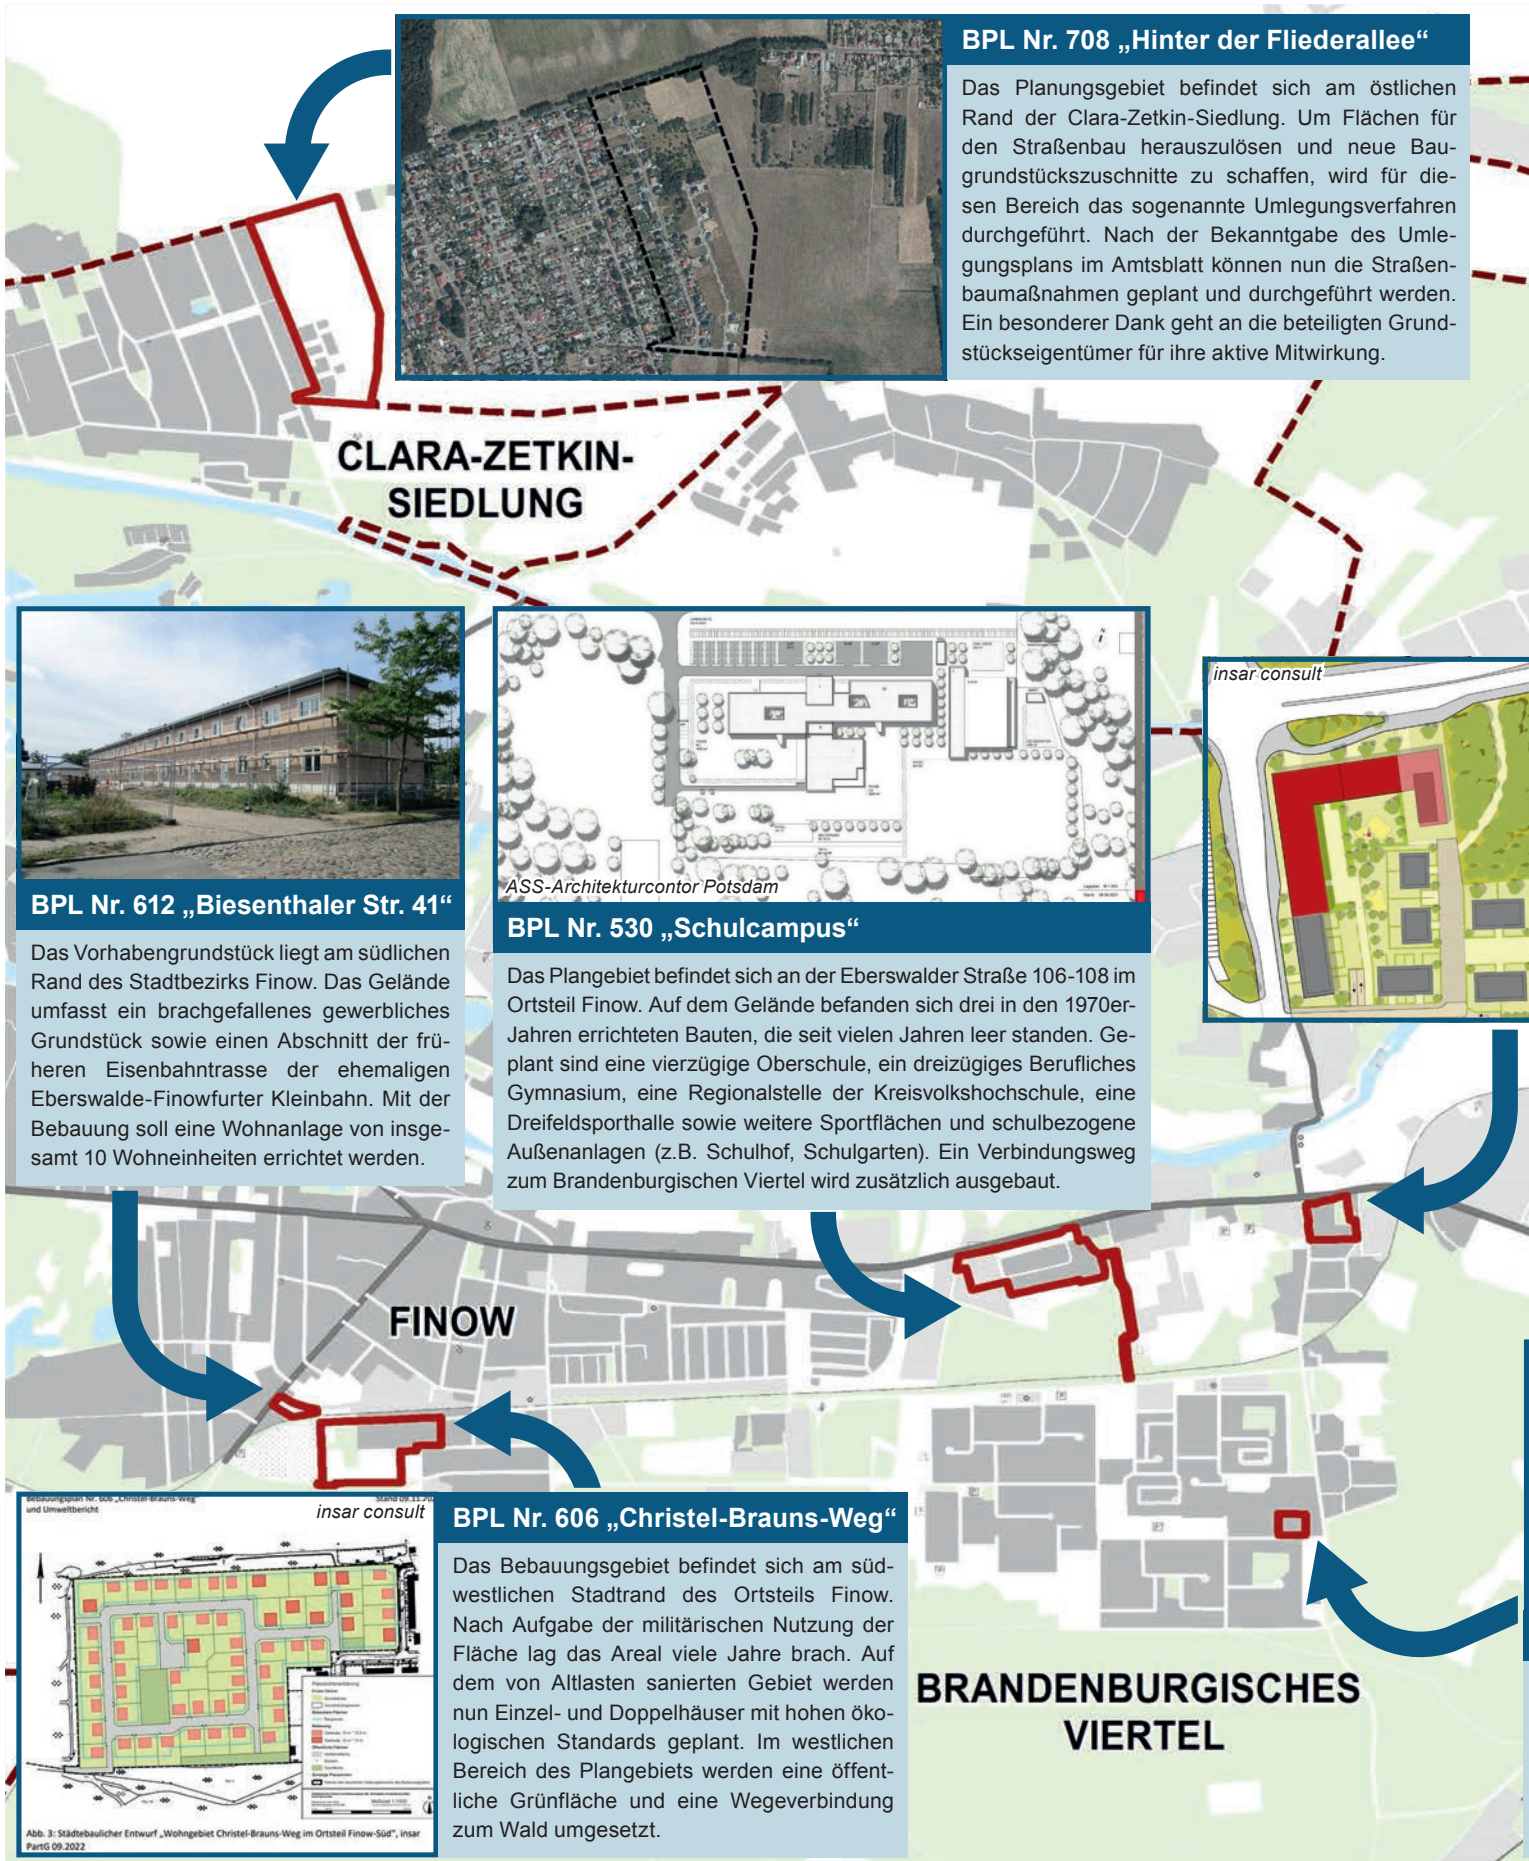 BPL Nr. 708 „Hinter der Fliederallee“
Das Planungsgebiet befindet sich am östlichen
Rand der Clara-Zetkin-Siedlung. Um Flächen für
den Straßenbau herauszulösen und neue Bau-
grundstückszuschnitte zu schaffen, wird für die-
sen Bereich das sogenannte Umlegungsverfahren
durchgeführt. Nach der Bekanntgabe des Umle-
gungsplans im Amtsblatt können nun die Straßen-
baumaßnahmen geplant und durchgeführt werden.
Ein besonderer Dank geht an die beteiligten Grund-
stückseigentümer für ihre aktive Mitwirkung.
CLARA-ZETKIN-
SIEDLUNG
BPL Nr. 612 „Biesenthaler Str. 41“
Das Vorhabengrundstück liegt am südlichen
Rand des Stadtbezirks Finow. Das Gelände
umfasst ein brachgefallenes gewerbliches
Grundstück sowie einen Abschnitt der frü-
heren Eisenbahntrasse der ehemaligen
Eberswalde-Finowfurter Kleinbahn. Mit der
Bebauung soll eine Wohnanlage von insge-
samt 10 Wohneinheiten errichtet werden.
ASS-Architekturcontor Potsdam
BPL Nr. 530 „Schulcampus“
Das Plangebiet befindet sich an der Eberswalder Straße 106-108 im
Ortsteil Finow. Auf dem Gelände befanden sich drei in den 1970er-
Jahren errichteten Bauten, die seit vielen Jahren leer standen. Ge-
plant sind eine vierzügige Oberschule, ein dreizügiges Berufliches
Gymnasium, eine Regionalstelle der Kreisvolkshochschule, eine
Dreifeldsporthalle sowie weitere Sportflächen und schulbezogene
Außenanlagen (z.B. Schulhof, Schulgarten). Ein Verbindungsweg
zum Brandenburgischen Viertel wird zusätzlich ausgebaut.
insar consult
FINOW
Bebauungsplan Nr. 606 „Christel-Brauns-Weg“
und Umweltbericht
insar consult
Abb. 3: Städtebaulicher Entwurf „Wohngebiet Christel-Brauns-Weg im Ortsteil Finow-Süd“, insar
PartG 09.2022
BPL Nr. 606 „Christel-Brauns-Weg“
Das Bebauungsgebiet befindet sich am süd-
westlichen Stadtrand des Ortsteils Finow.
Nach Aufgabe der militärischen Nutzung der
Fläche lag das Areal viele Jahre brach. Auf
dem von Altlasten sanierten Gebiet werden
nun Einzel- und Doppelhäuser mit hohen öko-
logischen Standards geplant. Im westlichen
Bereich des Plangebiets werden eine öffent-
liche Grünfläche und eine Wegeverbindung
zum Wald umgesetzt.
BRANDENBURGISCHES
VIERTEL